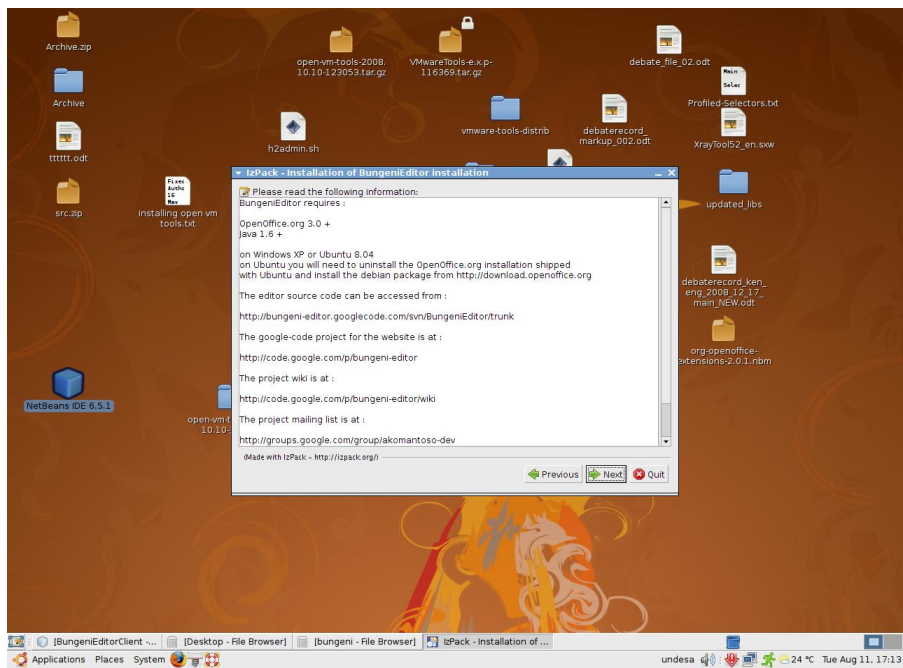 Archive.zip
open-vm-tools-2008.
10.10-123053.tar.gz
VMwareTools-e.x.p-
116369.tar.gz
debate_file_02.odt
Archive
Main
Selec
Profiled-Selectors.txt
vmware-tools-distrib
debaterecord_
markup_002.odt
h2admin.sh
XrayTool52_en.sxw
tttttt.odt
src.zip
Fixec
Authc
16
May
installing open vm
tools.txt
updated_libs
debaterecord_ken_
eng_2008_12_17_
main_NEW.odt
org-openoffice-
extensions-2.0.1.nbm
NetBeans IDE 6.5.1
open-vm-t
10.10-
IzPack - Installation of BungeniEditor installation
Please read the following information:
BungeniEditor requires :
OpenOffice.org 3.0 +
Java 1.6 +
on Windows XP or Ubuntu 8.04
on Ubuntu you will need to uninstall the OpenOffice.org installation shipped
with Ubuntu and install the debian package from http://download.openoffice.org
The editor source code can be accessed from :
http://bungeni-editor.googlecode.com/svn/BungeniEditor/trunk
The google-code project for the website is at :
http://code.google.com/p/bungeni-editor
The project wiki is at :
http://code.google.com/p/bungeni-editor/wiki
The project mailing list is at :
http://groups.google.com/group/akomantoso-dev
(Made with IzPack - http://izpack.org/)
Previous Next Quit
[BungeniEditorClient -... [Desktop - File Browser] [bungeni - File Browser] IzPack - Installation of ...
Applications Places System undesa 24 °C Tue Aug 11, 17:13